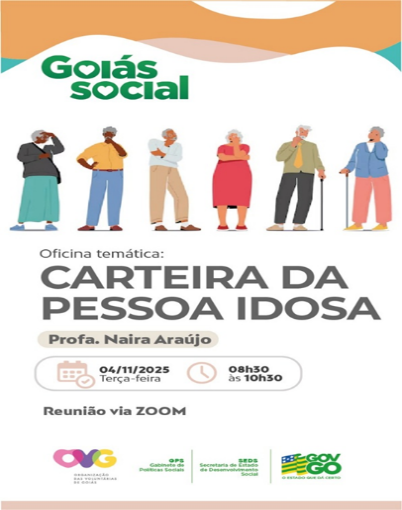 Goiás
social
Oficina temática:
CARTEIRA DA
PESSOA IDOSA
Profa. Naira Araújo
04/11/2025
Terça-feira
08h30
às 10h30
Reunião via ZOOM
OVG
ORGANIZAÇÃO
DAS VOLUNTÁRIAS
DE GOIÁS
GPS
Gabinete de
Políticas Sociais
SEDS
Secretaria de Estado
de Desenvolvimento
Social
GOV
GO
O ESTADO QUE DÁ CERTO